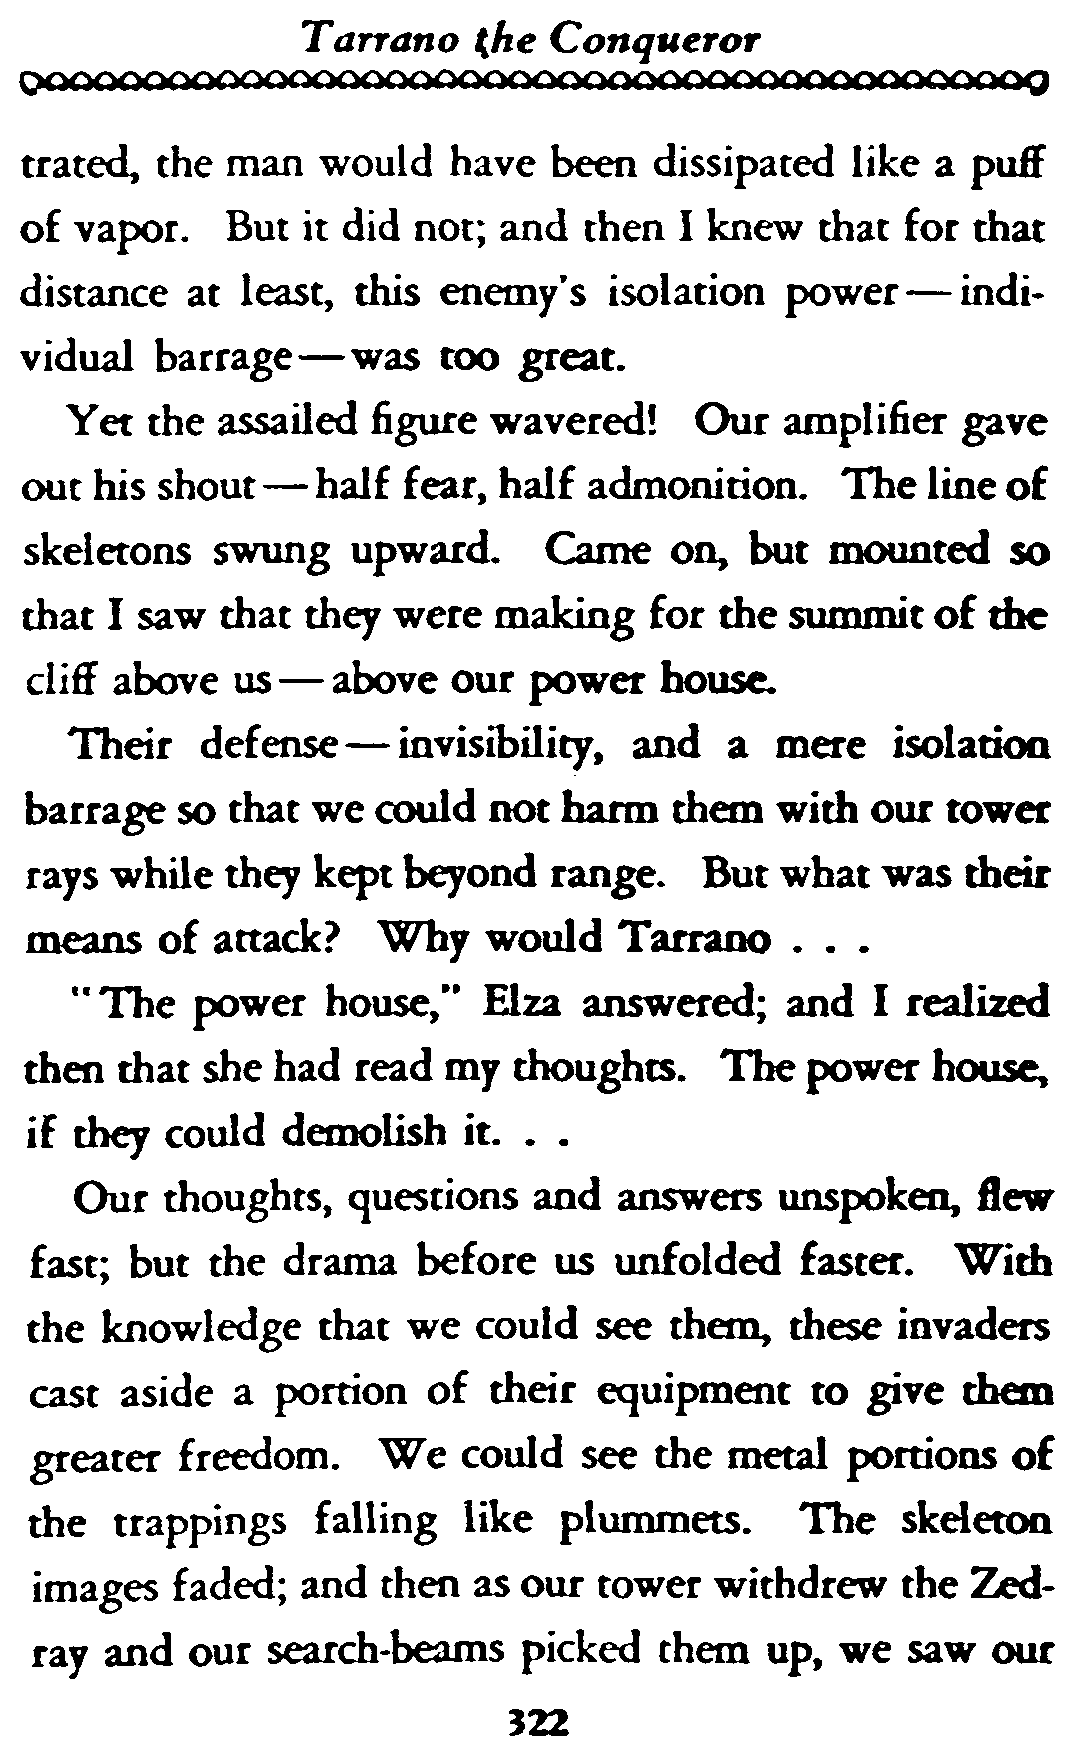 Tarrano the Conqueror
trated, the man would have been dissipated like a puff
of vapor. But it did not; and then I knew that for that
distance at least, this enemy's isolation power—indi-
vidual barrage—was too great.
Yet the assailed figure wavered! Our amplifier gave
out his shout—half fear, half admonition. The line of
skeletons swung upward. Came on, but mounted so
that I saw that they were making for the summit of the
cliff above us—above our power house.
Their defense—invisibility, and a mere isolation
barrage so that we could not harm them with our tower
rays while they kept beyond range. But what was their
means of attack? Why would Tarrano . . .
"The power house," Elza answered; and I realized
then that she had read my thoughts. The power house,
if they could demolish it. . .
Our thoughts, questions and answers unspoken, flew
fast; but the drama before us unfolded faster. With
the knowledge that we could see them, these invaders
cast aside a portion of their equipment to give them
greater freedom. We could see the metal portions of
the trappings falling like plummets. The skeleton
images faded; and then as our tower withdrew the Zed-
ray and our search-beams picked them up, we saw our
322